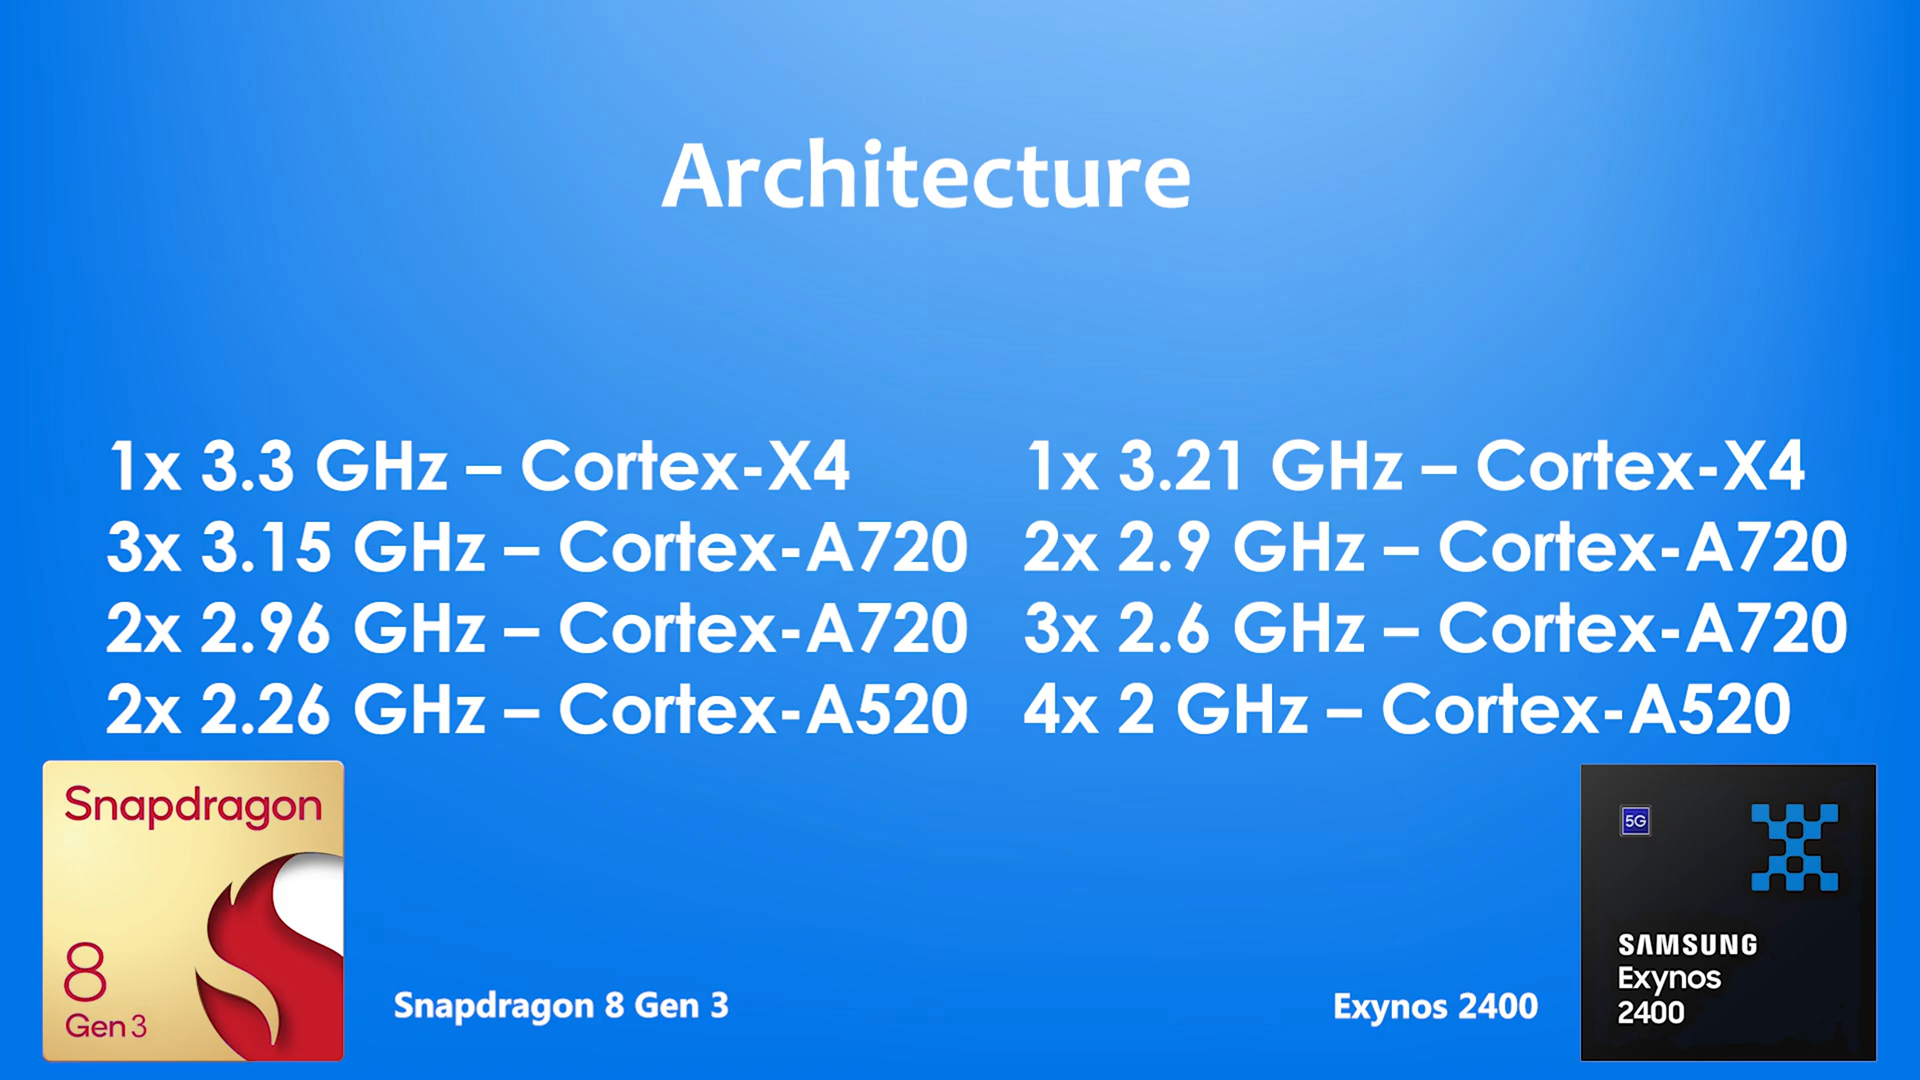 Architecture
1x 3.3 GHz – Cortex-X4
3x 3.15 GHz – Cortex-A720
2x 2.96 GHz – Cortex-A720
2x 2.26 GHz – Cortex-A520
1x 3.21 GHz – Cortex-X4
2x 2.9 GHz – Cortex-A720
3x 2.6 GHz – Cortex-A720
4x 2 GHz – Cortex-A520
Snapdragon
8
Gen 3
Snapdragon 8 Gen 3
Exynos 2400
5G
SAMSUNG
Exynos
2400